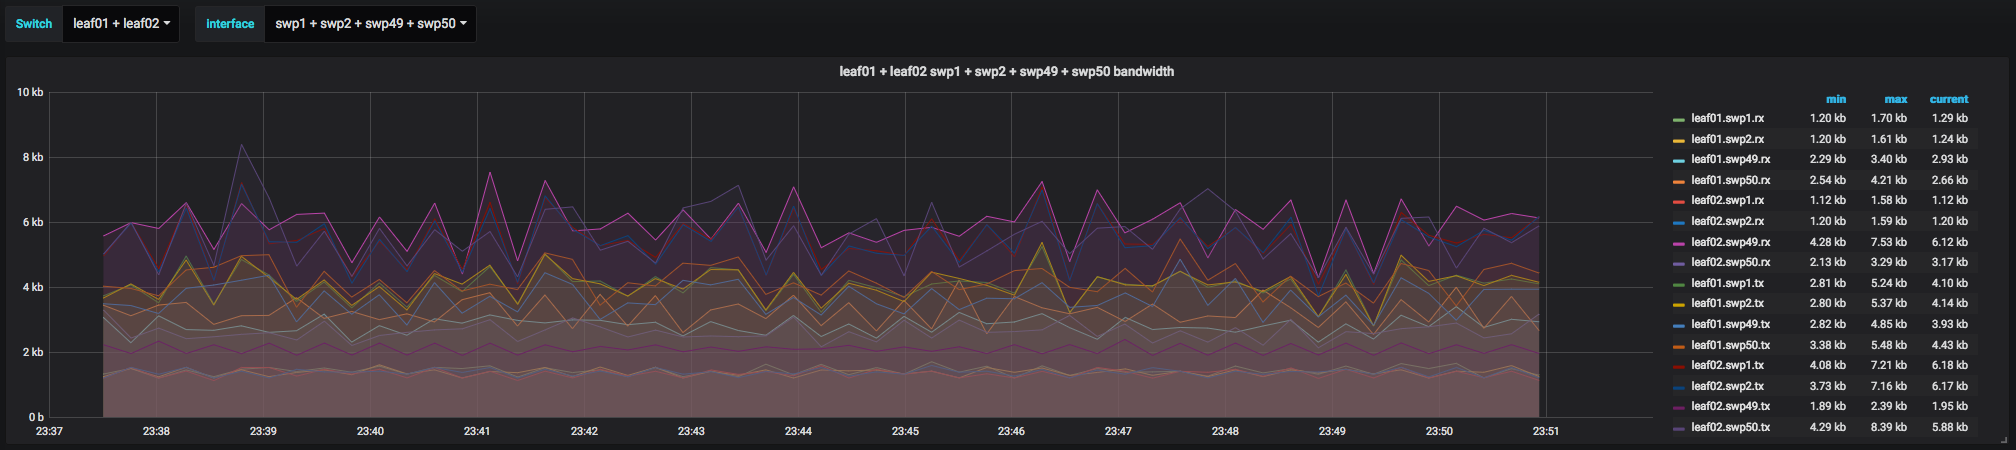 Switch leaf01 + leaf02 Interface swp1 + swp2 + swp49 + swp50
leaf01 + leaf02 swp1 + swp2 + swp49 + swp50 bandwidth
10 kb
8 kb
6 kb
4 kb
2 kb
0 b
23:37 23:38 23:39 23:40 23:41 23:42 23:43 23:44 23:45 23:46 23:47 23:48 23:49 23:50 23:51
min max current
leaf01.swp1.rx 1.20 kb 1.70 kb 1.29 kb
leaf01.swp2.rx 1.20 kb 1.61 kb 1.24 kb
leaf01.swp49.rx 2.29 kb 3.40 kb 2.93 kb
leaf01.swp50.rx 2.54 kb 4.21 kb 2.66 kb
leaf02.swp1.rx 1.12 kb 1.58 kb 1.12 kb
leaf02.swp2.rx 1.20 kb 1.59 kb 1.20 kb
leaf02.swp49.rx 4.28 kb 7.53 kb 6.12 kb
leaf02.swp50.rx 2.13 kb 3.29 kb 3.17 kb
leaf01.swp1.tx 2.81 kb 5.24 kb 4.10 kb
leaf01.swp2.tx 2.80 kb 5.37 kb 4.14 kb
leaf01.swp49.tx 2.82 kb 4.85 kb 3.93 kb
leaf01.swp50.tx 3.38 kb 5.48 kb 4.43 kb
leaf02.swp1.tx 4.08 kb 7.21 kb 6.18 kb
leaf02.swp2.tx 3.73 kb 7.16 kb 6.17 kb
leaf02.swp49.tx 1.89 kb 2.39 kb 1.95 kb
leaf02.swp50.tx 4.29 kb 8.39 kb 5.88 kb